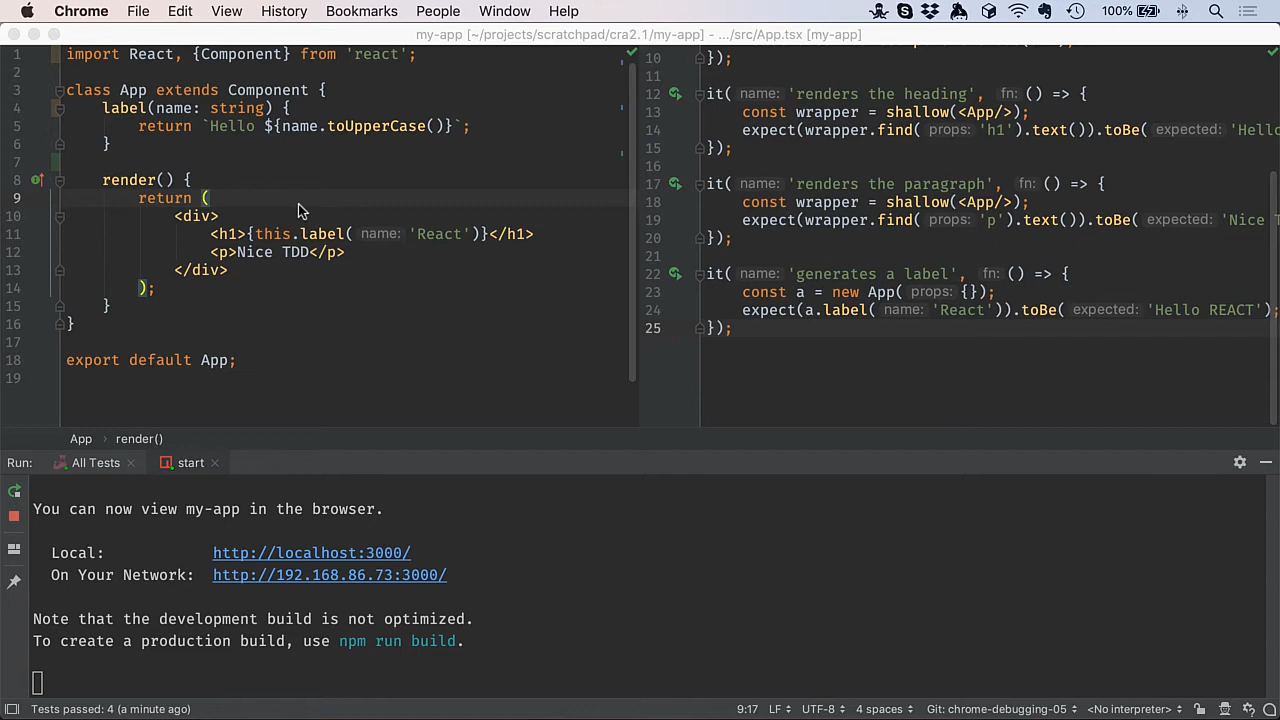 Chrome File Edit View History Bookmarks People Window Help 100%
my-app [~/projects/scratchpad/cra2.1/my-app] - .../src/App.tsx [my-app]
1 import React, {Component} from 'react';
2
3 class App extends Component {
4 label(name: string) {
5 return `Hello ${name.toUpperCase()}`;
6 }
7
8 render() {
9 return (
10 <div>
11 <h1>{this.label( name: 'React')}</h1>
12 <p>Nice TDD</p>
13 </div>
14 );
15 }
16 }
17
18 export default App;
19
10 });
11
12 it( name: 'renders the heading', fn: () => {
13 const wrapper = shallow(<App/>);
14 expect(wrapper.find( props: 'h1').text()).toBe( expected: 'Hello
15 });
16
17 it( name: 'renders the paragraph', fn: () => {
18 const wrapper = shallow(<App/>);
19 expect(wrapper.find( props: 'p').text()).toBe( expected: 'Nice T
20 });
21
22 it( name: 'generates a label', fn: () => {
23 const a = new App( props: {});
24 expect(a.label( name: 'React')).toBe( expected: 'Hello REACT');
25 });
App › render()
Run: All Tests × start ×
You can now view my-app in the browser.
Local: http://localhost:3000/
On Your Network: http://192.168.86.73:3000/
Note that the development build is not optimized.
To create a production build, use npm run build.
Tests passed: 4 (a minute ago) 9:17 LF UTF-8 4 spaces Git: chrome-debugging-05 <No interpreter>